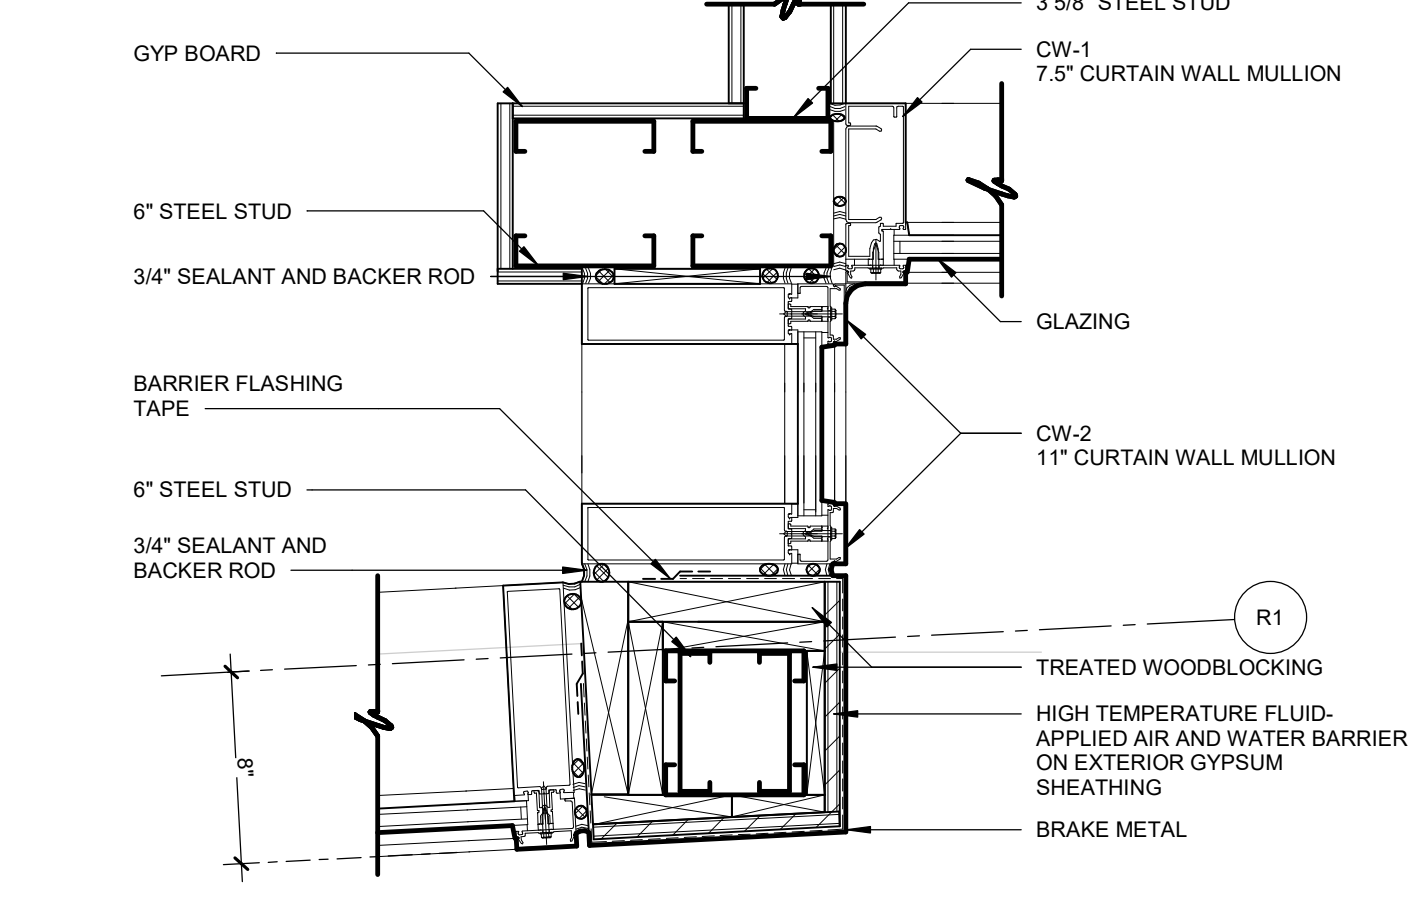 3 5/8" STEEL STUD
GYP BOARD
CW-1
7.5" CURTAIN WALL MULLION
6" STEEL STUD
3/4" SEALANT AND BACKER ROD
GLAZING
BARRIER FLASHING
TAPE
CW-2
11" CURTAIN WALL MULLION
6" STEEL STUD
3/4" SEALANT AND
BACKER ROD
R1
TREATED WOODBLOCKING
HIGH TEMPERATURE FLUID-
APPLIED AIR AND WATER BARRIER
ON EXTERIOR GYPSUM
SHEATHING
8"
BRAKE METAL